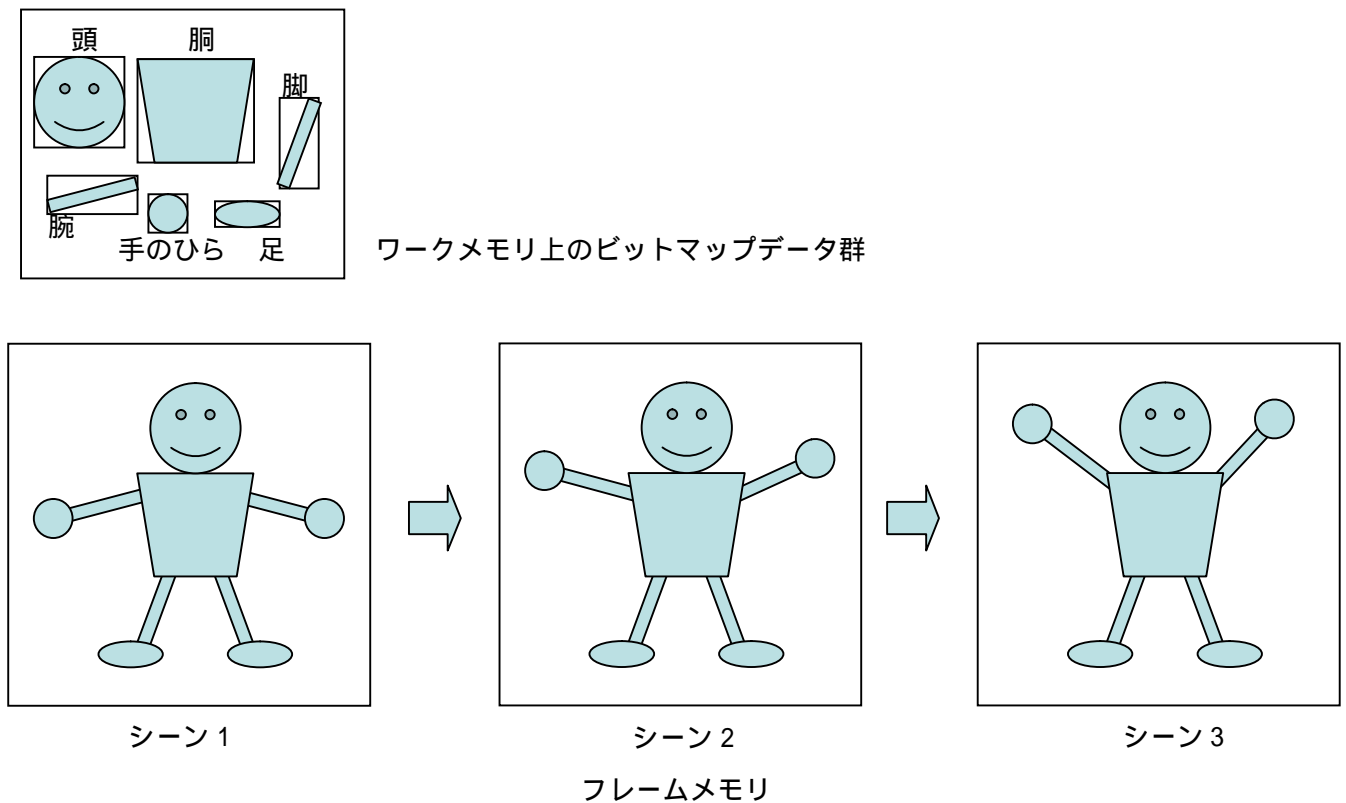 頭 胴
脚
腕
手のひら 足
ワークメモリ上のビットマップデータ群
シーン 1 シーン 2 シーン 3
フレームメモリ